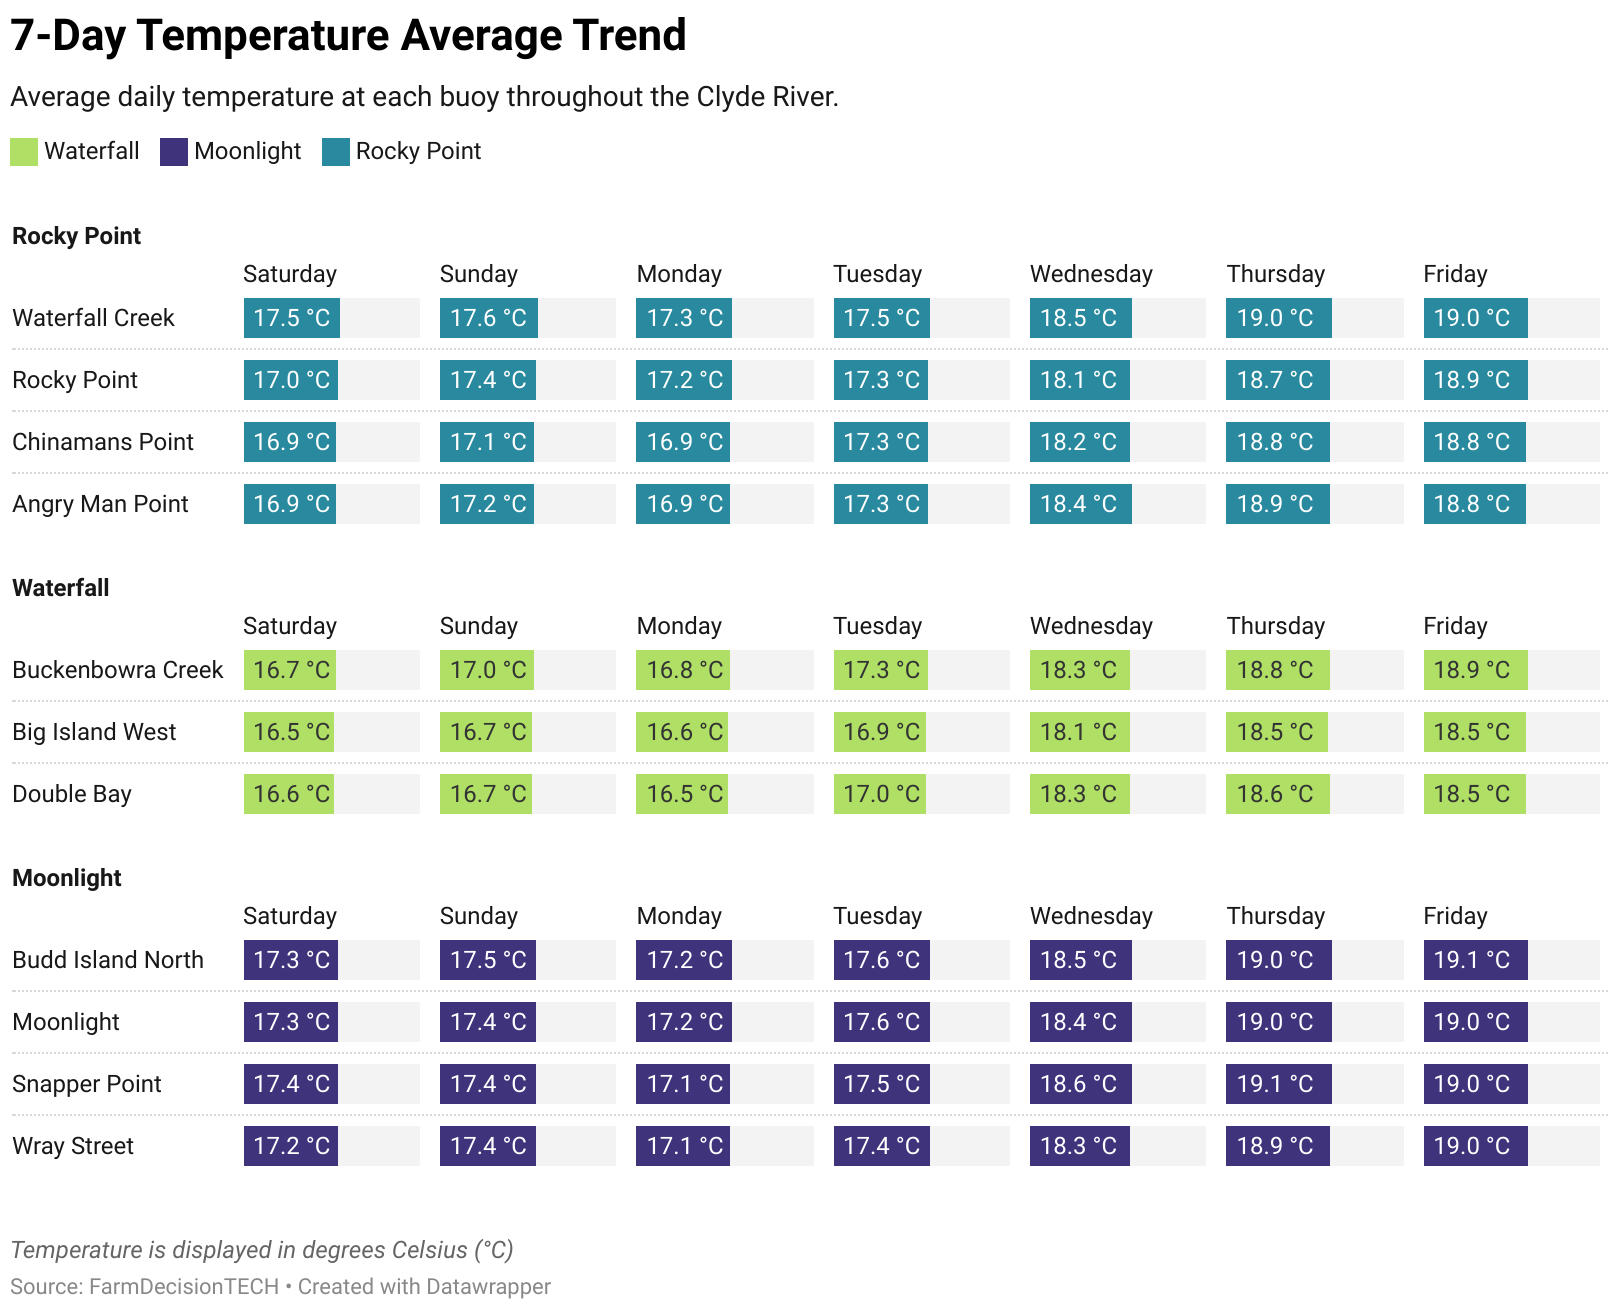 7-Day Temperature Average Trend
Average daily temperature at each buoy throughout the Clyde River.
Waterfall Moonlight Rocky Point
Rocky Point
Saturday Sunday Monday Tuesday Wednesday Thursday Friday
Waterfall Creek 17.5 °C 17.6 °C 17.3 °C 17.5 °C 18.5 °C 19.0 °C 19.0 °C
Rocky Point 17.0 °C 17.4 °C 17.2 °C 17.3 °C 18.1 °C 18.7 °C 18.9 °C
Chinamans Point 16.9 °C 17.1 °C 16.9 °C 17.3 °C 18.2 °C 18.8 °C 18.8 °C
Angry Man Point 16.9 °C 17.2 °C 16.9 °C 17.3 °C 18.4 °C 18.9 °C 18.8 °C
Waterfall
Saturday Sunday Monday Tuesday Wednesday Thursday Friday
Buckenbowra Creek 16.7 °C 17.0 °C 16.8 °C 17.3 °C 18.3 °C 18.8 °C 18.9 °C
Big Island West 16.5 °C 16.7 °C 16.6 °C 16.9 °C 18.1 °C 18.5 °C 18.5 °C
Double Bay 16.6 °C 16.7 °C 16.5 °C 17.0 °C 18.3 °C 18.6 °C 18.5 °C
Moonlight
Saturday Sunday Monday Tuesday Wednesday Thursday Friday
Budd Island North 17.3 °C 17.5 °C 17.2 °C 17.6 °C 18.5 °C 19.0 °C 19.1 °C
Moonlight 17.3 °C 17.4 °C 17.2 °C 17.6 °C 18.4 °C 19.0 °C 19.0 °C
Snapper Point 17.4 °C 17.4 °C 17.1 °C 17.5 °C 18.6 °C 19.1 °C 19.0 °C
Wray Street 17.2 °C 17.4 °C 17.1 °C 17.4 °C 18.3 °C 18.9 °C 19.0 °C
Temperature is displayed in degrees Celsius (°C)
Source: FarmDecisionTECH • Created with Datawrapper